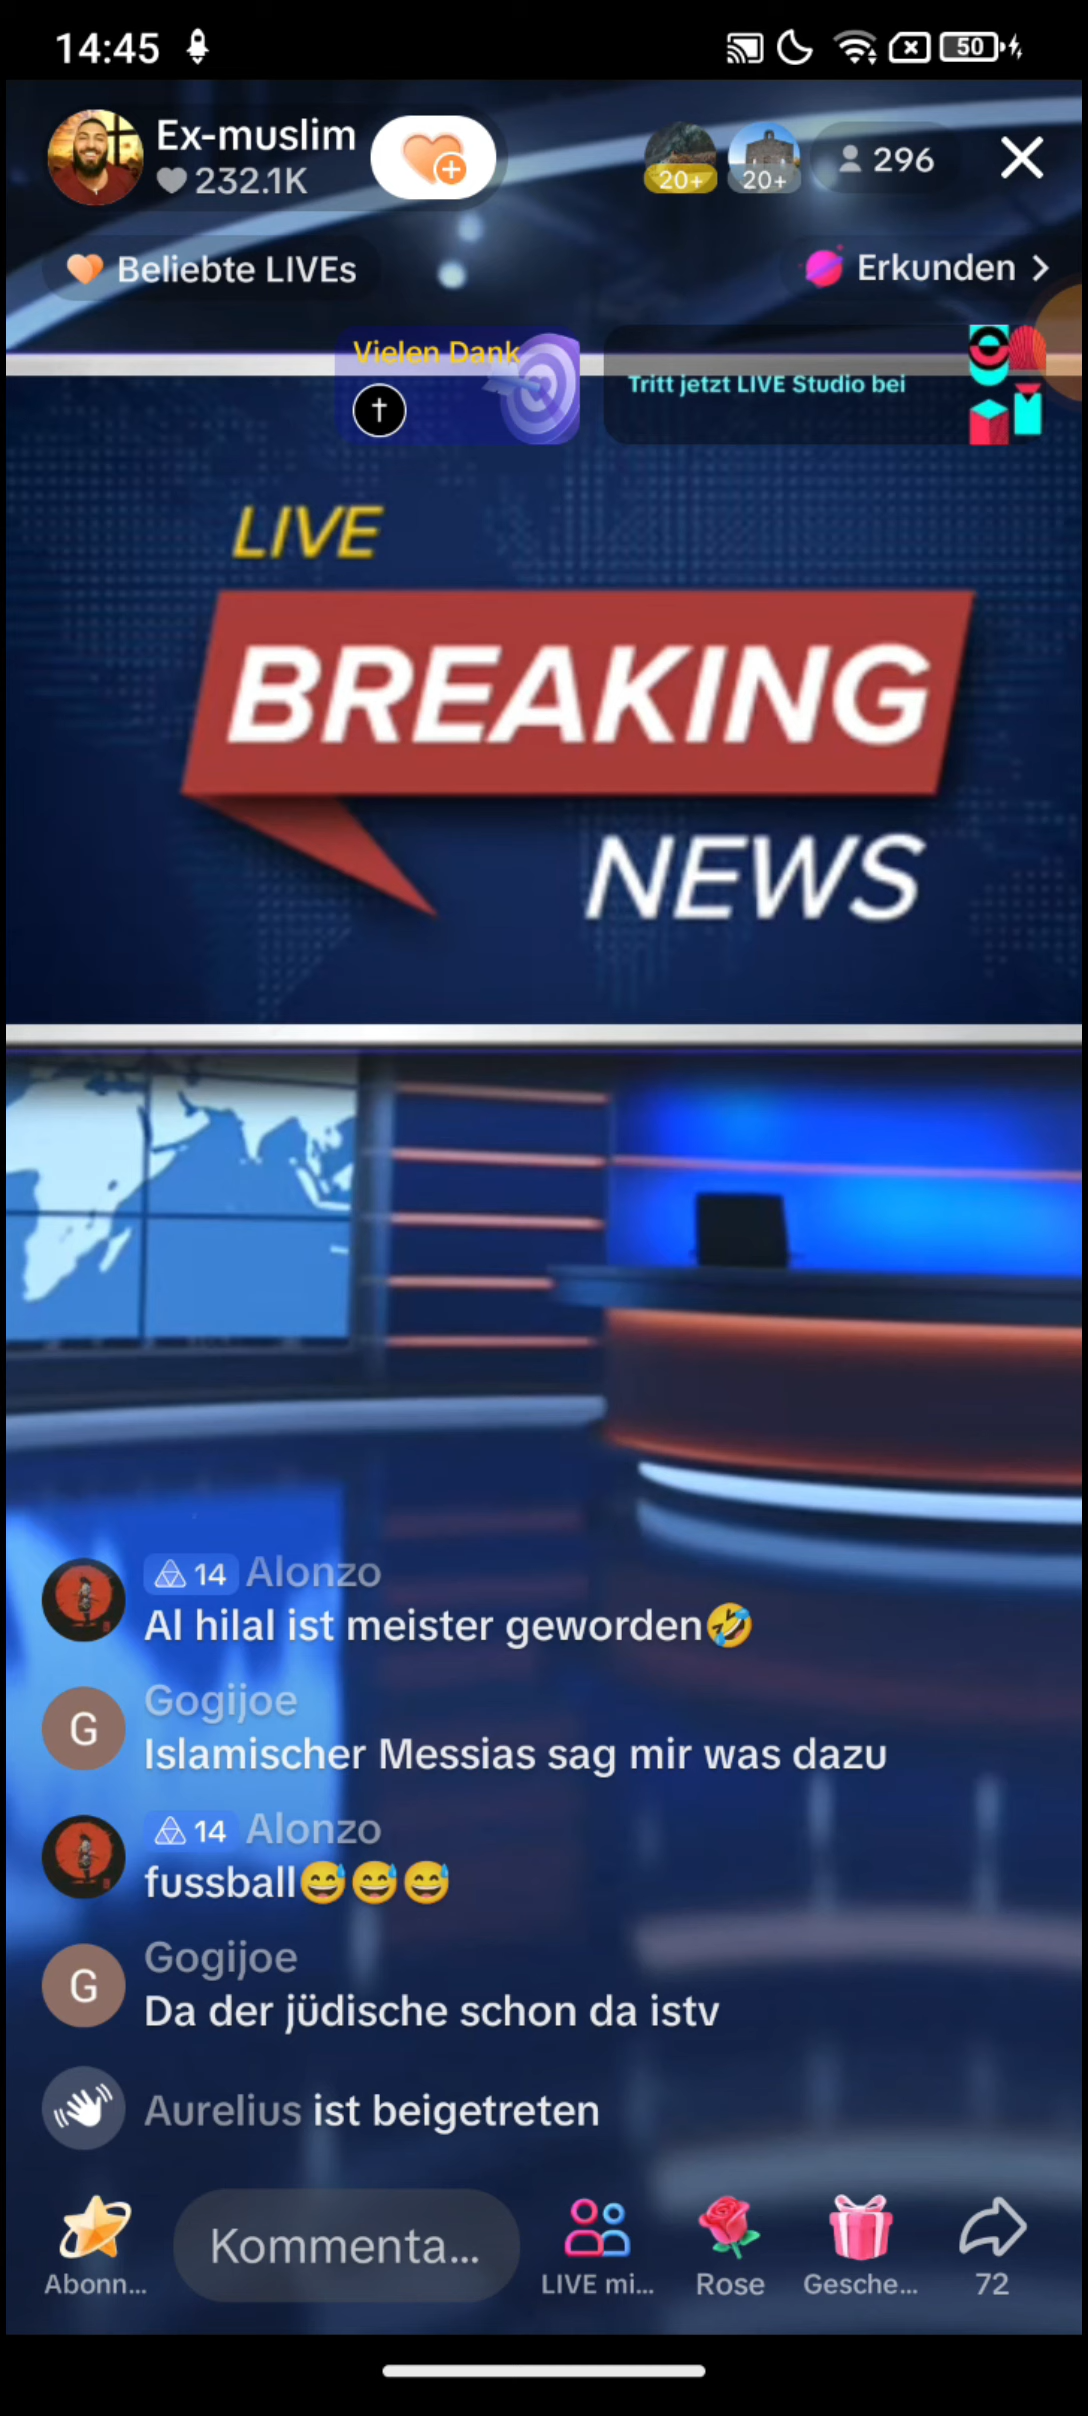 14:45
50
Ex-muslim
232.1K
20+
20+
296
Beliebte LIVEs
Erkunden
Vielen Dank
Tritt jetzt LIVE Studio bei
LIVE
BREAKING
NEWS
14 Alonzo
Al hilal ist meister geworden🤣
G
Gogijoe
Islamischer Messias sag mir was dazu
14 Alonzo
fussball😅😅😅
G
Gogijoe
Da der jüdische schon da istv
Aurelius ist beigetreten
Kommenta...
Abonn...
LIVE mi...
Rose
Gesche...
72